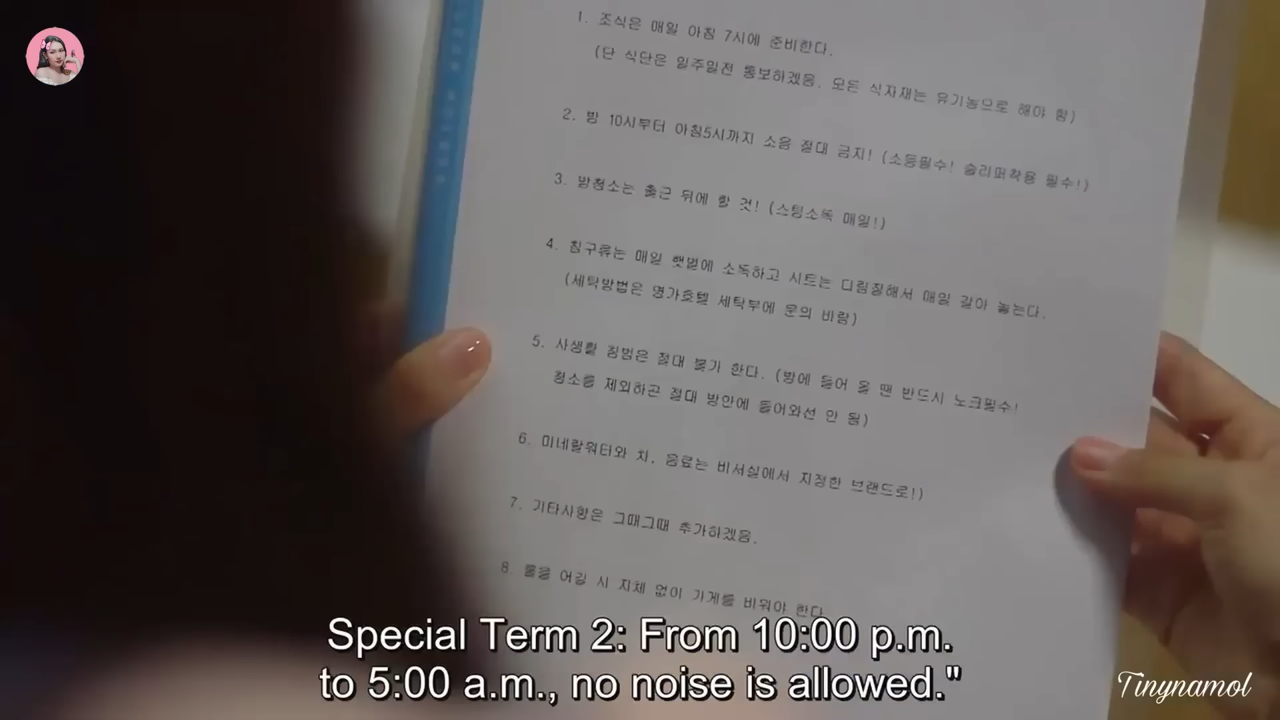 1. 조식은 매일 아침 7시에 준비한다.
(단 식단은 일주일전 통보하겠음. 모든 식자재는 유기농으로 해야 함)
2. 밤 10시부터 아침5시까지 소음 절대 금지! (소등필수! 슬리퍼착용 필수!)
3. 방청소는 출근 뒤에 할 것! (스팀소독 매일!)
4. 침구류는 매일 햇볕에 소독하고 시트는 다림질해서 매일 갈아 놓는다.
(세탁방법은 명가호텔 세탁부에 문의 바람)
5. 사생활 침범은 절대 불가 한다. (방에 들어 올 땐 반드시 노크필수!
청소를 제외하곤 절대 방안에 들어와선 안 됨)
6. 미네랄워터와 차, 음료는 비서실에서 지정한 브랜드로!)
7. 기타사항은 그때그때 추가하겠음.
8. 룰을 어길 시 지체 없이 가게를 비워야 한다.
Special Term 2: From 10:00 p.m.
to 5:00 a.m., no noise is allowed."
Tinynamol